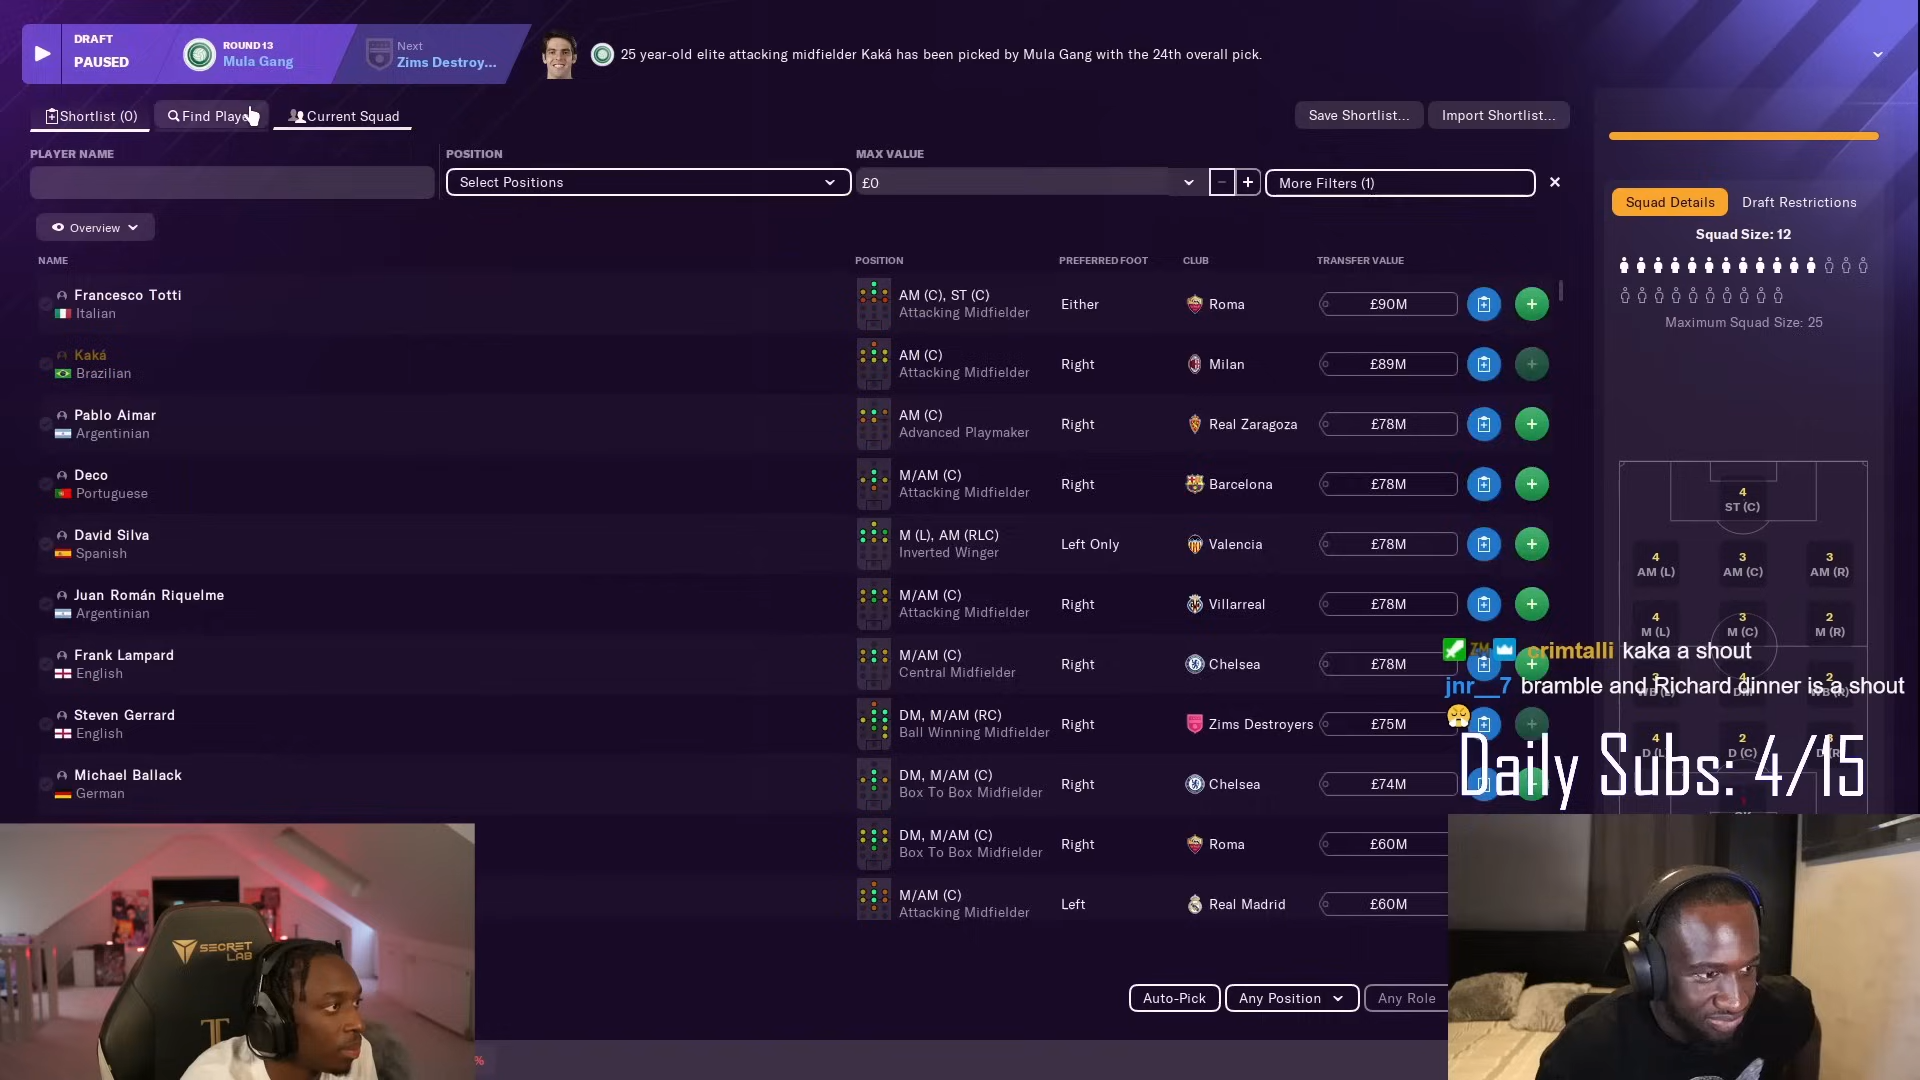 DRAFT
PAUSED
ROUND 13
Mula Gang
Next
Zims Destroy...
25 year-old elite attacking midfielder Kaká has been picked by Mula Gang with the 24th overall pick.
Shortlist (0)
Find Playe
Current Squad
Save Shortlist...
Import Shortlist...
PLAYER NAME
POSITION
MAX VALUE
Select Positions
£0
More Filters (1)
Overview
NAME
POSITION
PREFERRED FOOT
CLUB
TRANSFER VALUE
Francesco Totti
Italian
AM (C), ST (C)
Attacking Midfielder
Either
Roma
£90M
Kaká
Brazilian
AM (C)
Attacking Midfielder
Right
Milan
£89M
Pablo Aimar
Argentinian
AM (C)
Advanced Playmaker
Right
Real Zaragoza
£78M
Deco
Portuguese
M/AM (C)
Attacking Midfielder
Right
Barcelona
£78M
David Silva
Spanish
M (L), AM (RLC)
Inverted Winger
Left Only
Valencia
£78M
Juan Román Riquelme
Argentinian
M/AM (C)
Attacking Midfielder
Right
Villarreal
£78M
Frank Lampard
English
M/AM (C)
Central Midfielder
Right
Chelsea
£78M
Steven Gerrard
English
DM, M/AM (RC)
Ball Winning Midfielder
Right
Zims Destroyers
£75M
Michael Ballack
German
DM, M/AM (C)
Box To Box Midfielder
Right
Chelsea
£74M
DM, M/AM (C)
Box To Box Midfielder
Right
Roma
£60M
M/AM (C)
Attacking Midfielder
Left
Real Madrid
£60M
Auto-Pick
Any Position
Any Role
Squad Details
Draft Restrictions
Squad Size: 12
Maximum Squad Size: 25
4
ST (C)
4
AM (L)
3
AM (C)
3
AM (R)
4
M (L)
3
M (C)
2
M (R)
4
2
D (C)
crimtalli kaka a shout
jnr__7 bramble and Richard dinner is a shout
Daily Subs: 4/15
SECRET
LAB
%